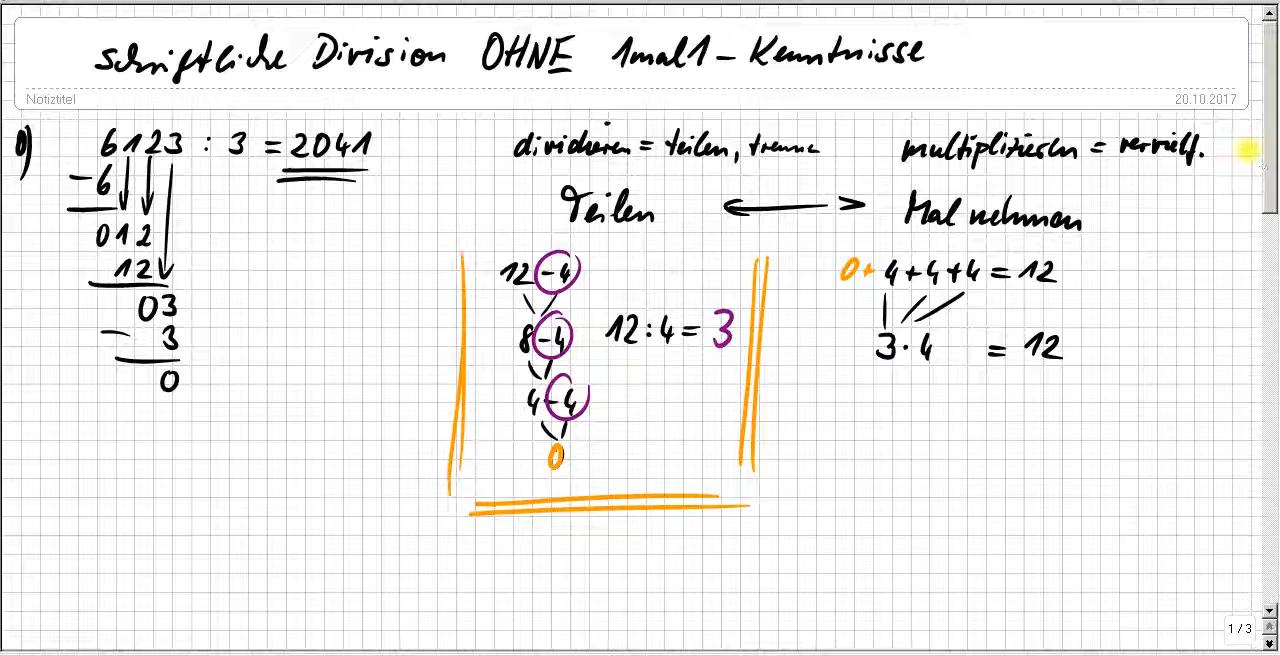 schriftliche Division OHNE 1mal1-Kenntnisse
Notiztitel
20.10.2017
0) 6123 : 3 = 2041
-6
012
12
03
- 3
0
dividieren = teilen, trennen
Teilen
12 -4
8 -4
4 -4
0
12 : 4 = 3
multiplizieren = vervielf.
Mal nehmen
0+ 4+4+4 = 12
3·4 = 12
1 / 3